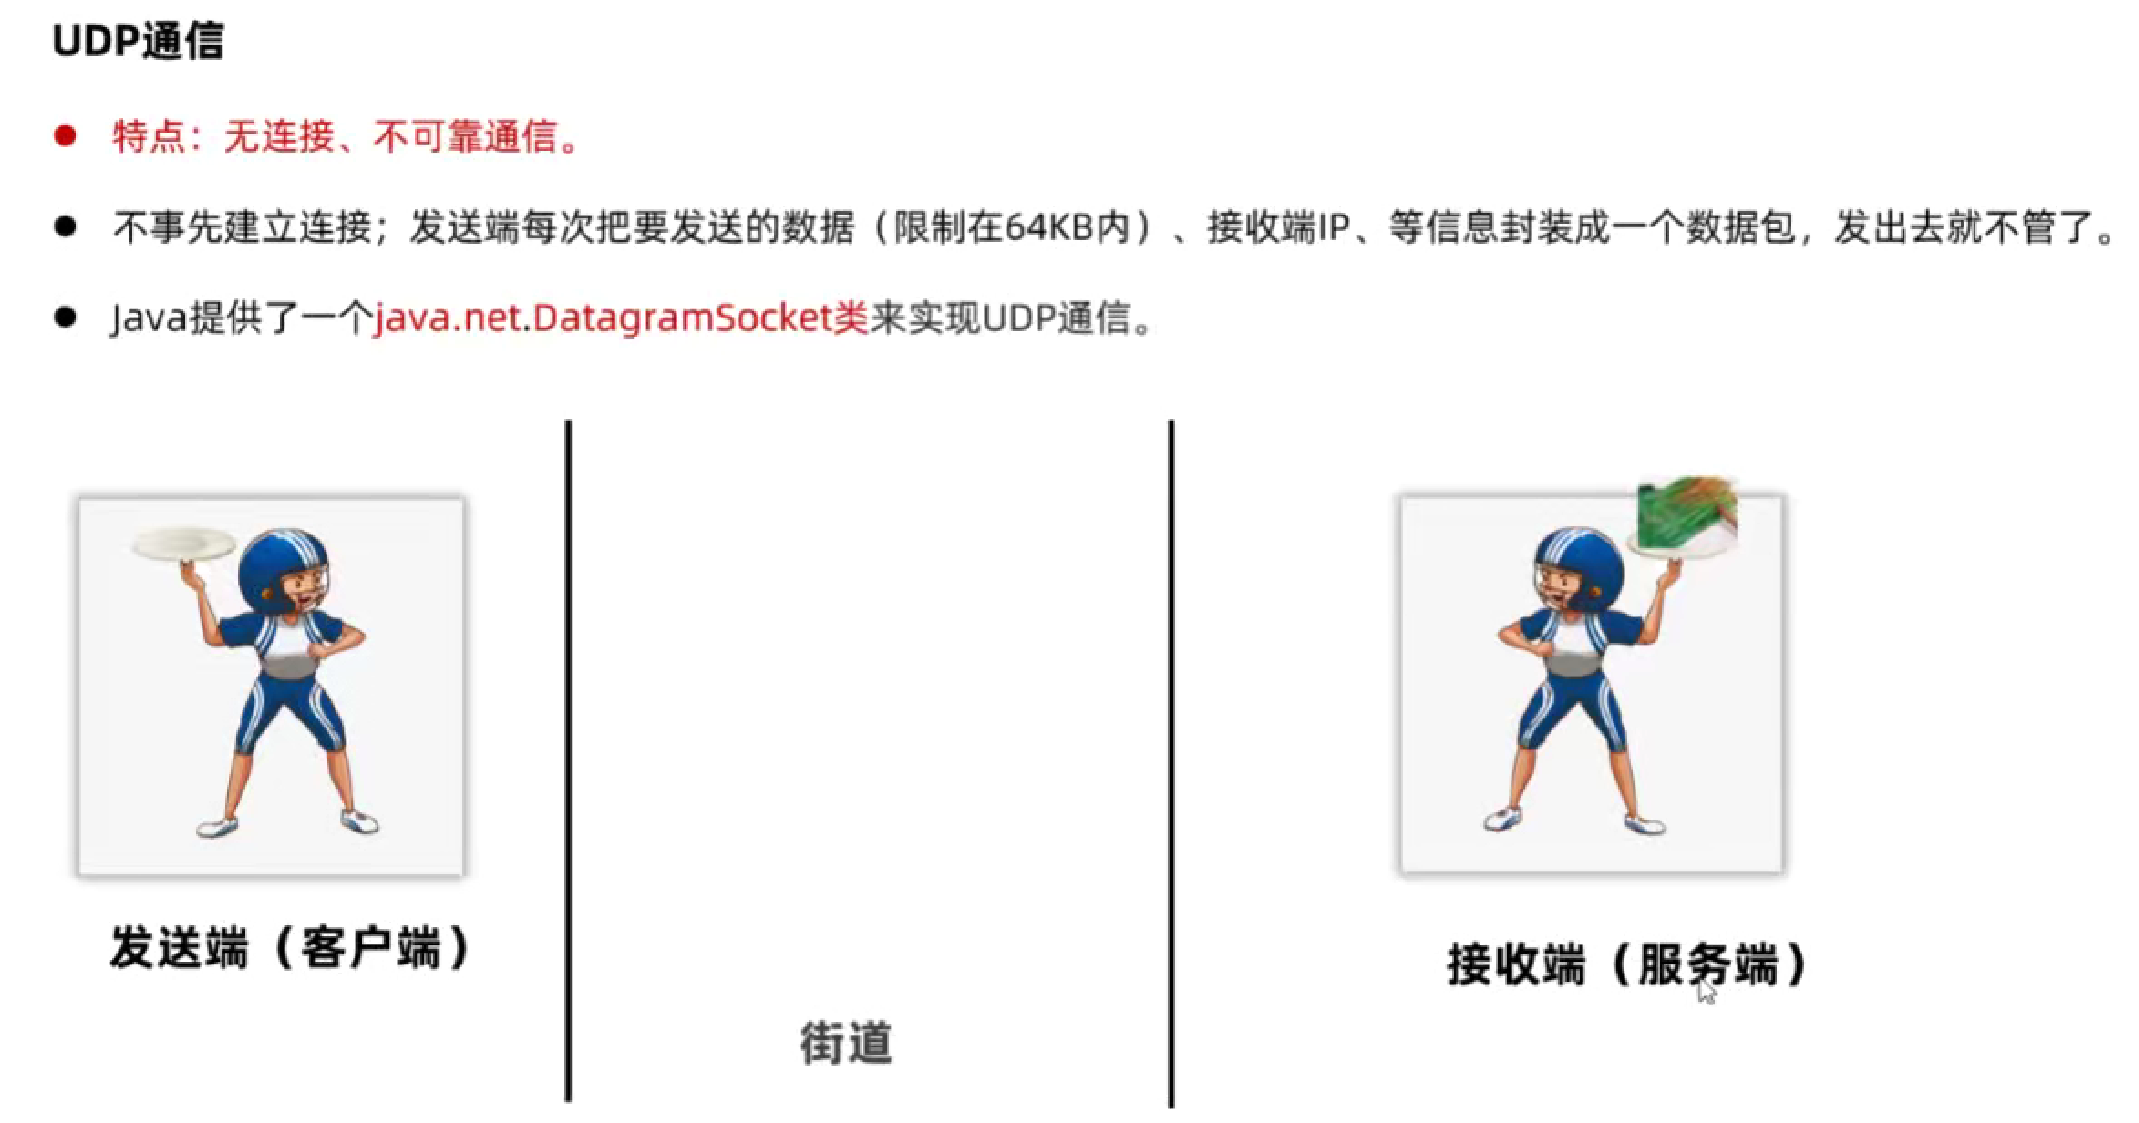 UDP通信
特点：无连接、不可靠通信。
不事先建立连接；发送端每次把要发送的数据（限制在64KB内）、接收端IP、等信息封装成一个数据包，发出去就不管了。
Java提供了一个java.net.DatagramSocket类来实现UDP通信。
发送端（客户端）
接收端（服务端）
街道